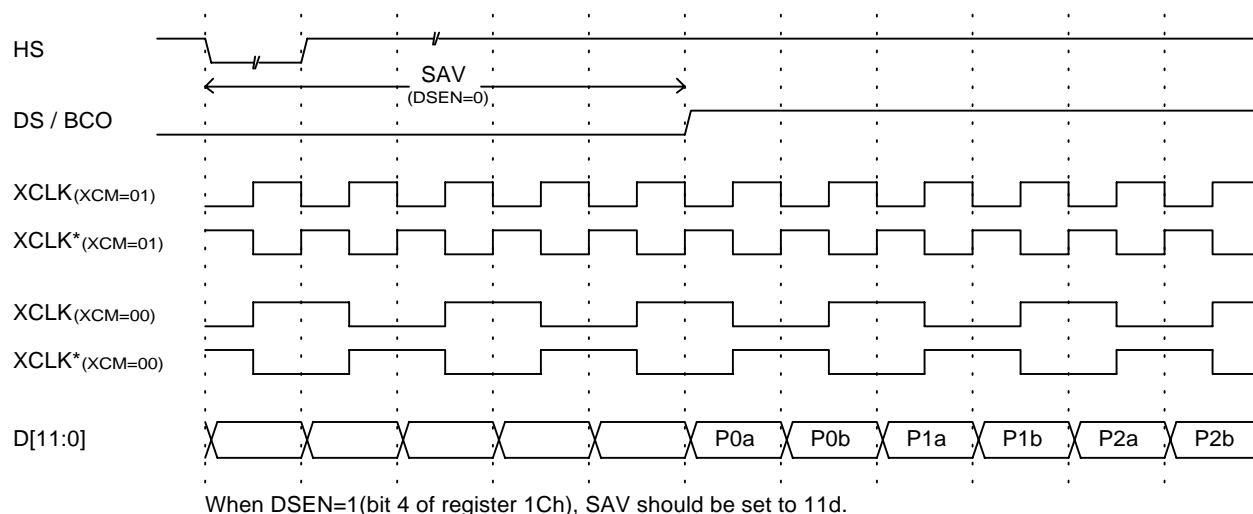 HS
SAV
(DSEN=0)
DS / BCO
XCLK(XCM=01)
XCLK*(XCM=01)
XCLK(XCM=00)
XCLK*(XCM=00)
D[11:0] P0a P0b P1a P1b P2a P2b
When DSEN=1(bit 4 of register 1Ch), SAV should be set to 11d.